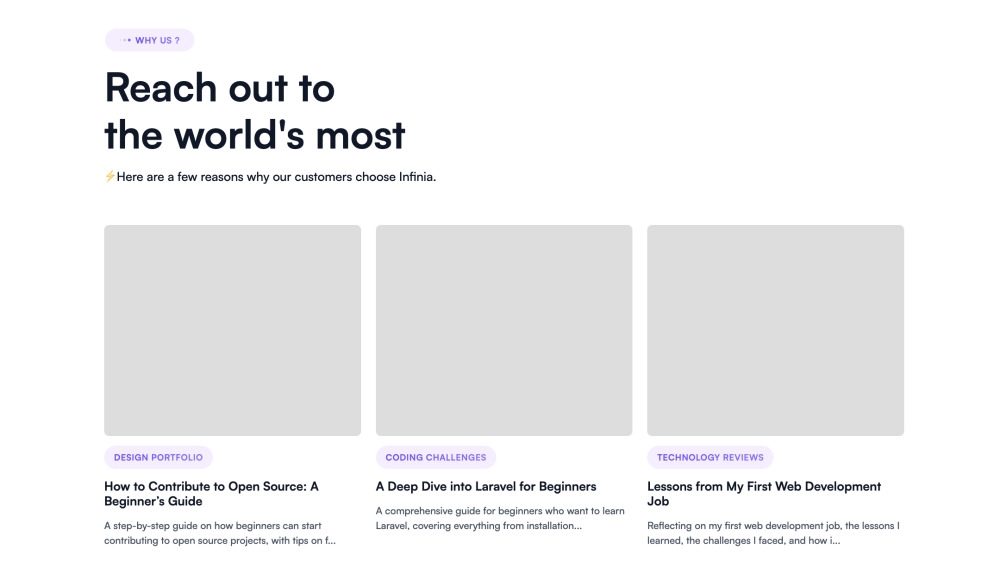 WHY US ?
Reach out to
the world's most
⚡Here are a few reasons why our customers choose Infinia.
DESIGN PORTFOLIO
How to Contribute to Open Source: A
Beginner’s Guide
A step-by-step guide on how beginners can start
contributing to open source projects, with tips on f...
CODING CHALLENGES
A Deep Dive into Laravel for Beginners
A comprehensive guide for beginners who want to learn
Laravel, covering everything from installation...
TECHNOLOGY REVIEWS
Lessons from My First Web Development
Job
Reflecting on my first web development job, the lessons I
learned, the challenges I faced, and how i...